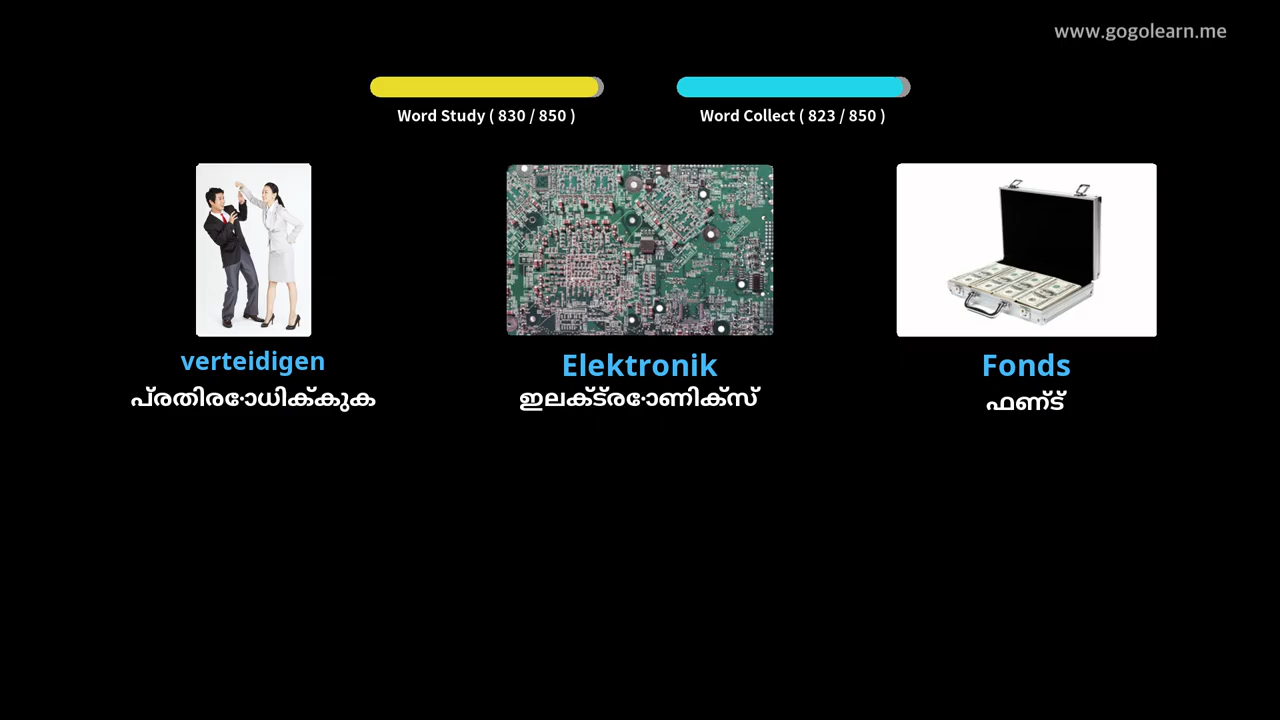 www.gogolearn.me
Word Study ( 830 / 850 )
Word Collect ( 823 / 850 )
verteidigen
Elektronik
Fonds
പ്രതിരോധിക്കുക
ഇലക്ട്രോണിക്സ്
ഫണ്ട്